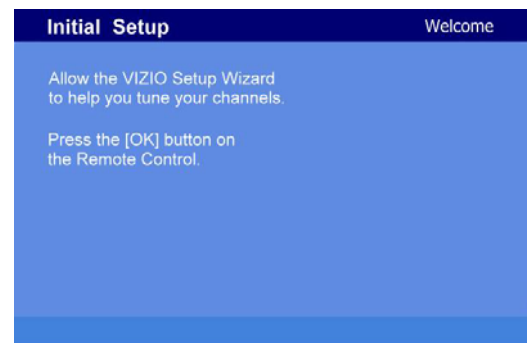 Initial Setup Welcome
Allow the VIZIO Setup Wizard
to help you tune your channels.
Press the [OK] button on
the Remote Control.